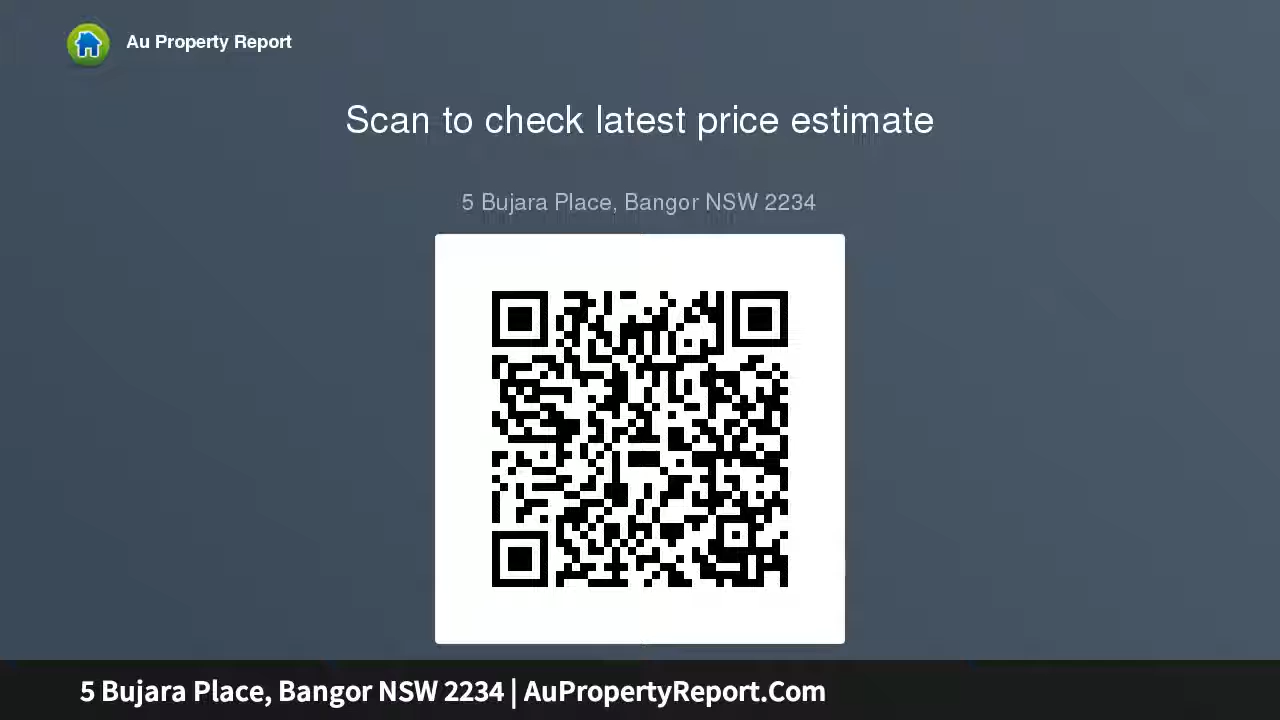 Au Property Report
Scan to check latest price estimate
5 Bujara Place, Bangor NSW 2234
5 Bujara Place, Bangor NSW 2234 | AuPropertyReport.Com